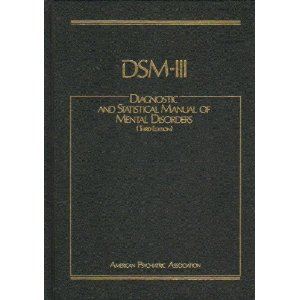 DSM-III
DIAGNOSTIC
AND STATISTICAL MANUAL OF
MENTAL DISORDERS
(THIRD EDITION)
AMERICAN PSYCHIATRIC ASSOCIATION